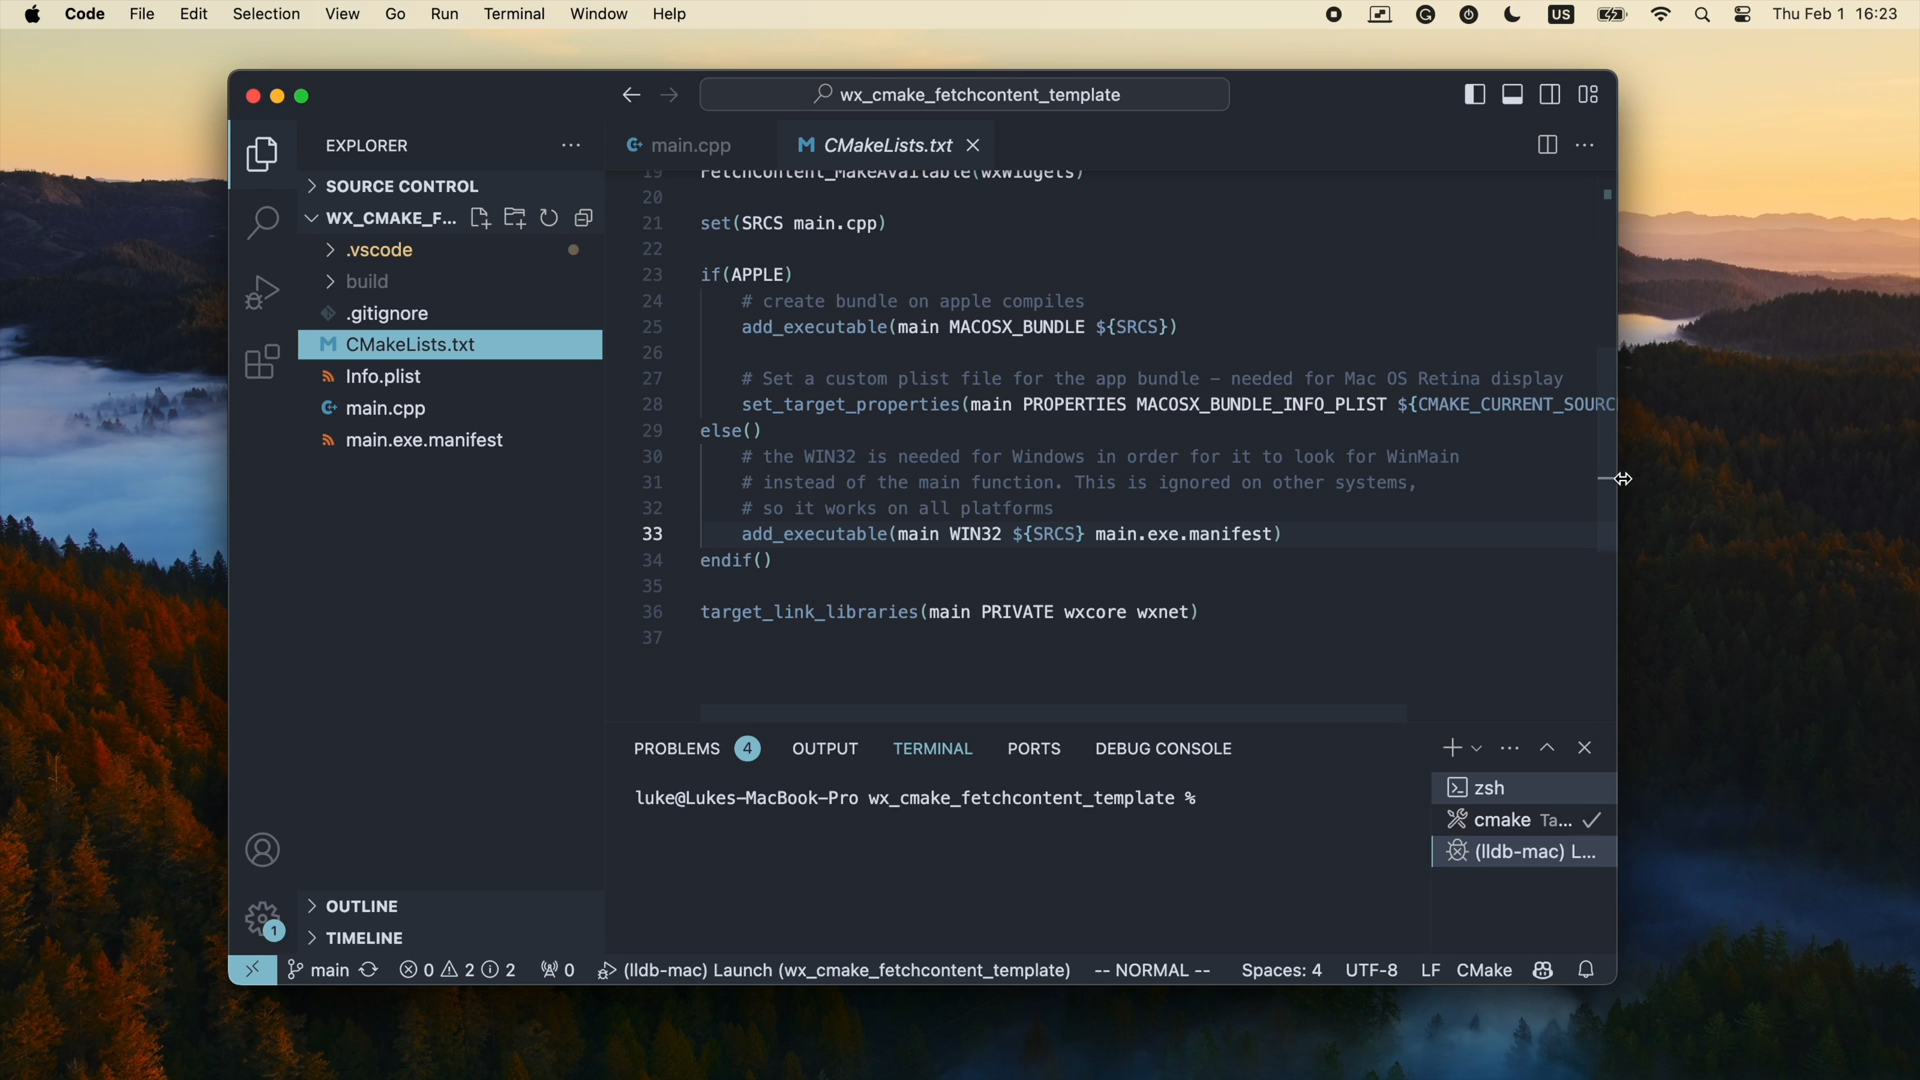 Code File Edit Selection View Go Run Terminal Window Help US Thu Feb 1 16:23
wx_cmake_fetchcontent_template
EXPLORER
SOURCE CONTROL
WX_CMAKE_F...
.vscode
build
.gitignore
CMakeLists.txt
Info.plist
main.cpp
main.exe.manifest
OUTLINE
TIMELINE
1
main.cpp CMakeLists.txt
19 FetchContent_MakeAvailable(wxWidgets)
20
21 set(SRCS main.cpp)
22
23 if(APPLE)
24 # create bundle on apple compiles
25 add_executable(main MACOSX_BUNDLE ${SRCS})
26
27 # Set a custom plist file for the app bundle – needed for Mac OS Retina display
28 set_target_properties(main PROPERTIES MACOSX_BUNDLE_INFO_PLIST ${CMAKE_CURRENT_SOURC
29 else()
30 # the WIN32 is needed for Windows in order for it to look for WinMain
31 # instead of the main function. This is ignored on other systems,
32 # so it works on all platforms
33 add_executable(main WIN32 ${SRCS} main.exe.manifest)
34 endif()
35
36 target_link_libraries(main PRIVATE wxcore wxnet)
37
PROBLEMS 4 OUTPUT TERMINAL PORTS DEBUG CONSOLE
luke@Lukes-MacBook-Pro wx_cmake_fetchcontent_template %
zsh
cmake Ta...
(lldb-mac) L...
main 0 2 2 0 (lldb-mac) Launch (wx_cmake_fetchcontent_template) -- NORMAL -- Spaces: 4 UTF-8 LF CMake